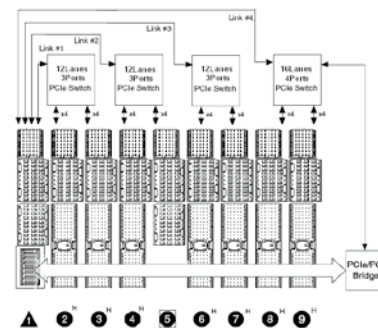 Link #4
Link #3
Link #2
Link #1
12Lanes
3Ports
PCIe Switch
12Lanes
3Ports
PCIe Switch
12Lanes
3Ports
PCIe Switch
16Lanes
4Ports
PCIe Switch
x4 x4 x4 x4 x4 x4 x4 x4
PCIe/PC
Bridge
1 2 H 3 H 4 H 5 6 H 7 H 8 H 9 H